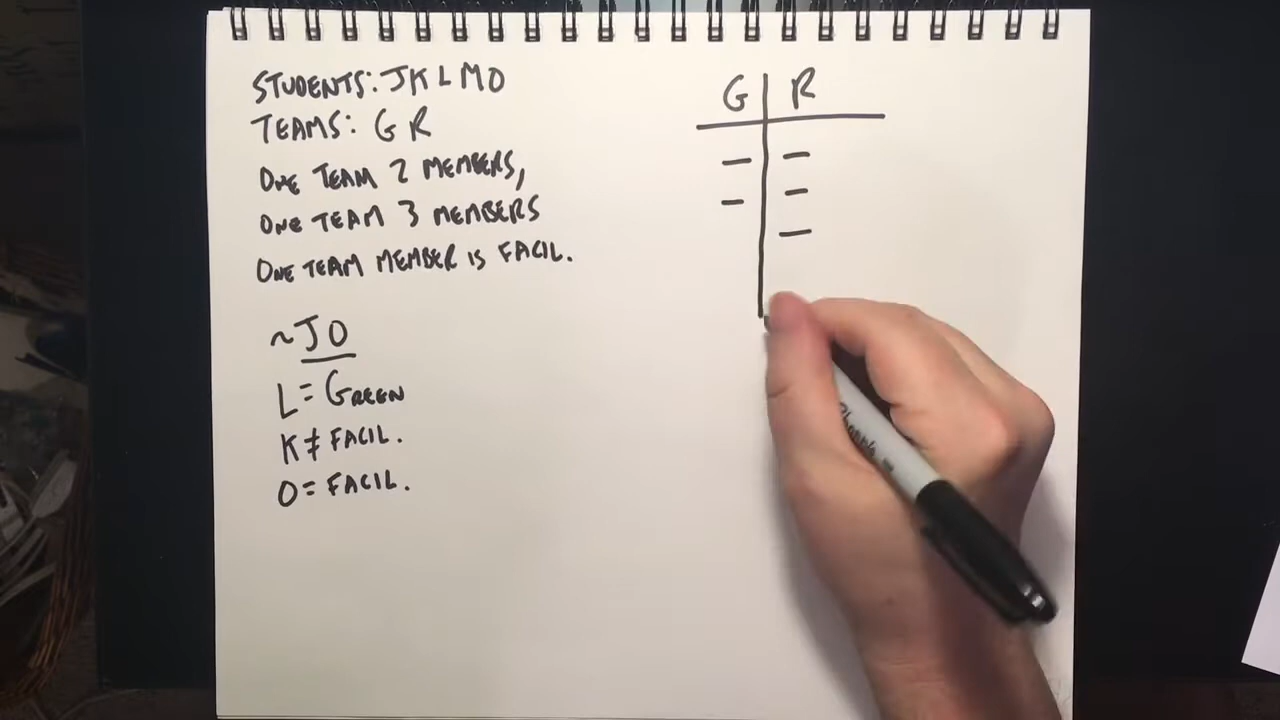 STUDENTS: JKLMO
TEAMS: G R
ONE TEAM 2 MEMBERS,
ONE TEAM 3 MEMBERS
ONE TEAM MEMBER IS FACIL.
~JO
L = GREEN
K ≠ FACIL.
O = FACIL.
G R